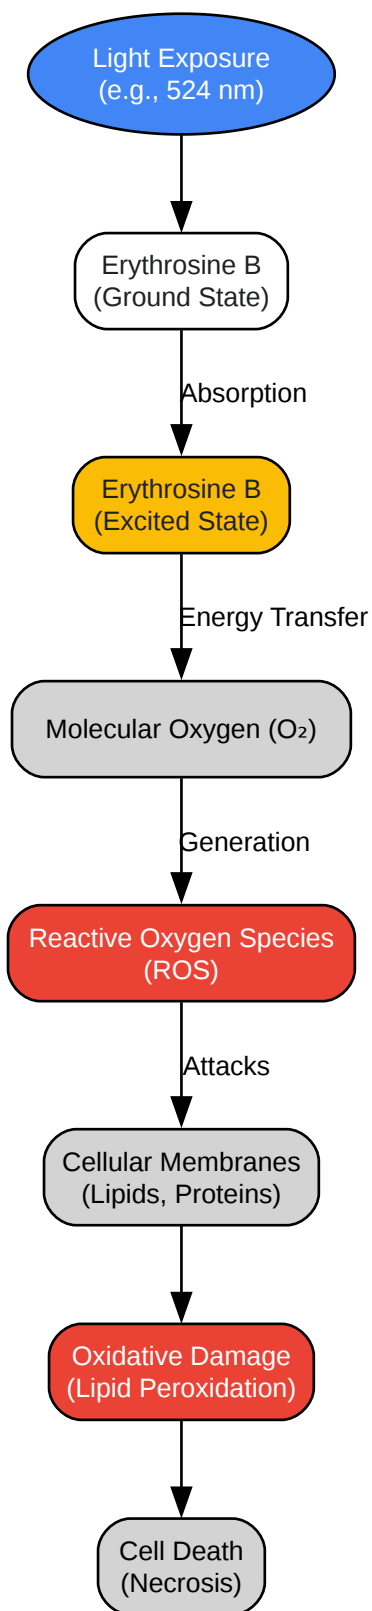 Light Exposure
(e.g., 524 nm)
Erythrosine B
(Ground State)
Absorption
Erythrosine B
(Excited State)
Energy Transfer
Molecular Oxygen (O₂)
Generation
Reactive Oxygen Species
(ROS)
Attacks
Cellular Membranes
(Lipids, Proteins)
Oxidative Damage
(Lipid Peroxidation)
Cell Death
(Necrosis)